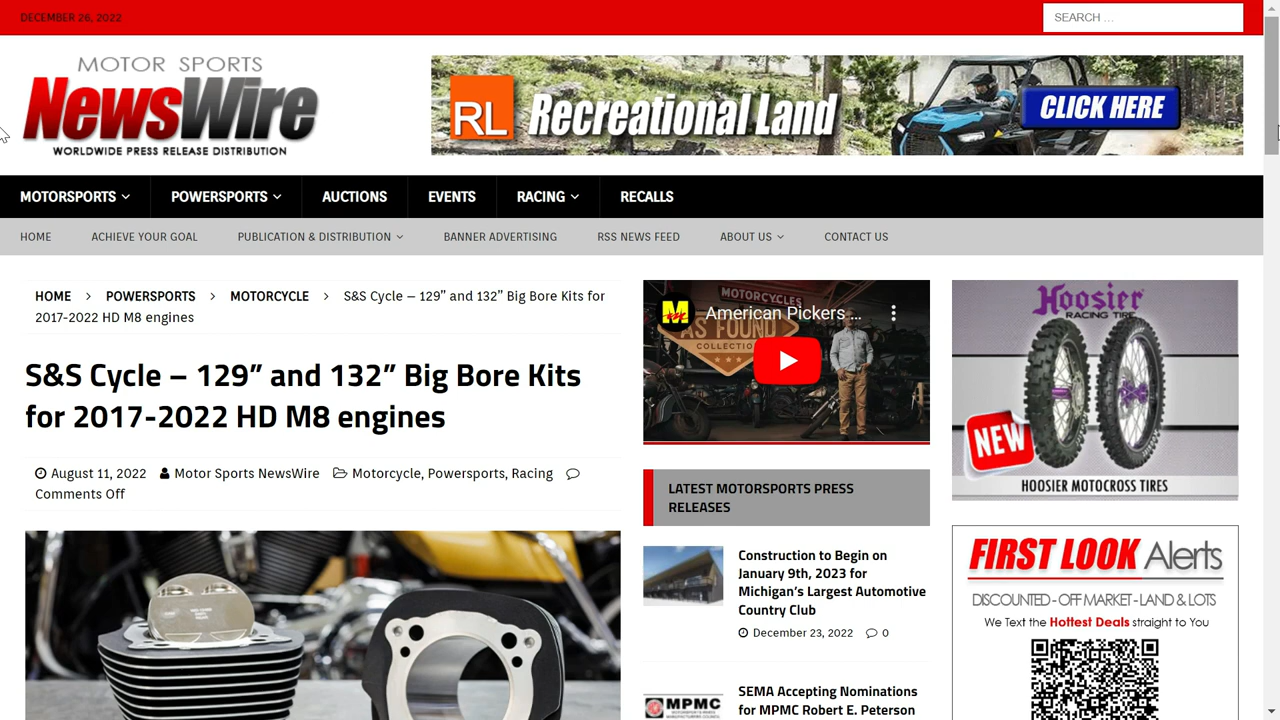 DECEMBER 26, 2022
SEARCH …
MOTOR SPORTS
NewsWire
WORLDWIDE PRESS RELEASE DISTRIBUTION
RL Recreational Land CLICK HERE
MOTORSPORTS POWERSPORTS AUCTIONS EVENTS RACING RECALLS
HOME ACHIEVE YOUR GOAL PUBLICATION & DISTRIBUTION BANNER ADVERTISING RSS NEWS FEED ABOUT US CONTACT US
HOME > POWERSPORTS > MOTORCYCLE > S&S Cycle – 129″ and 132″ Big Bore Kits for
2017-2022 HD M8 engines
S&S Cycle – 129″ and 132″ Big Bore Kits
for 2017-2022 HD M8 engines
August 11, 2022 Motor Sports NewsWire Motorcycle, Powersports, Racing
Comments Off
MOTORCYCLES
American Pickers ...
AS FOUND
COLLECTION
LATEST MOTORSPORTS PRESS
RELEASES
Construction to Begin on
January 9th, 2023 for
Michigan's Largest Automotive
Country Club
December 23, 2022 0
MPMC
SEMA Accepting Nominations
for MPMC Robert E. Peterson
Hoosier
RACING TIRE
NEW
HOOSIER MOTOCROSS TIRES
FIRST LOOK Alerts
DISCOUNTED - OFF MARKET - LAND & LOTS
We Text the Hottest Deals straight to You